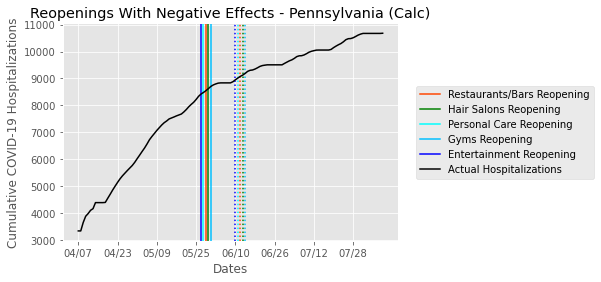 Reopenings With Negative Effects - Pennsylvania (Calc)
Cumulative COVID-19 Hospitalizations
11000
10000
9000
8000
7000
6000
5000
4000
3000
04/07 04/23 05/09 05/25 06/10 06/26 07/12 07/28
Dates
Restaurants/Bars Reopening
Hair Salons Reopening
Personal Care Reopening
Gyms Reopening
Entertainment Reopening
Actual Hospitalizations